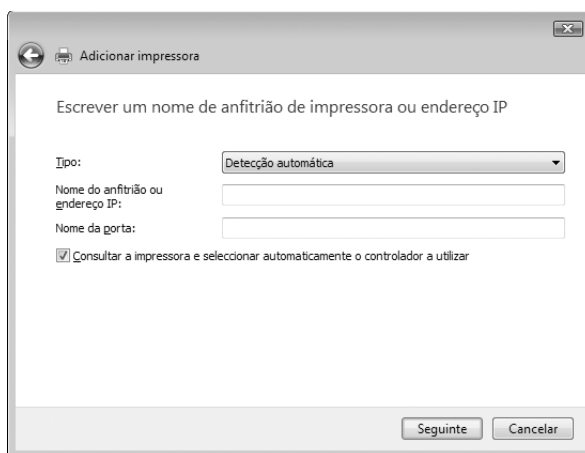 Adicionar impressora
Escrever um nome de anfitrião de impressora ou endereço IP
Tipo:
Detecção automática
Nome do anfitrião ou
endereço IP:
Nome da porta:
Consultar a impressora e seleccionar automaticamente o controlador a utilizar
Seguinte
Cancelar